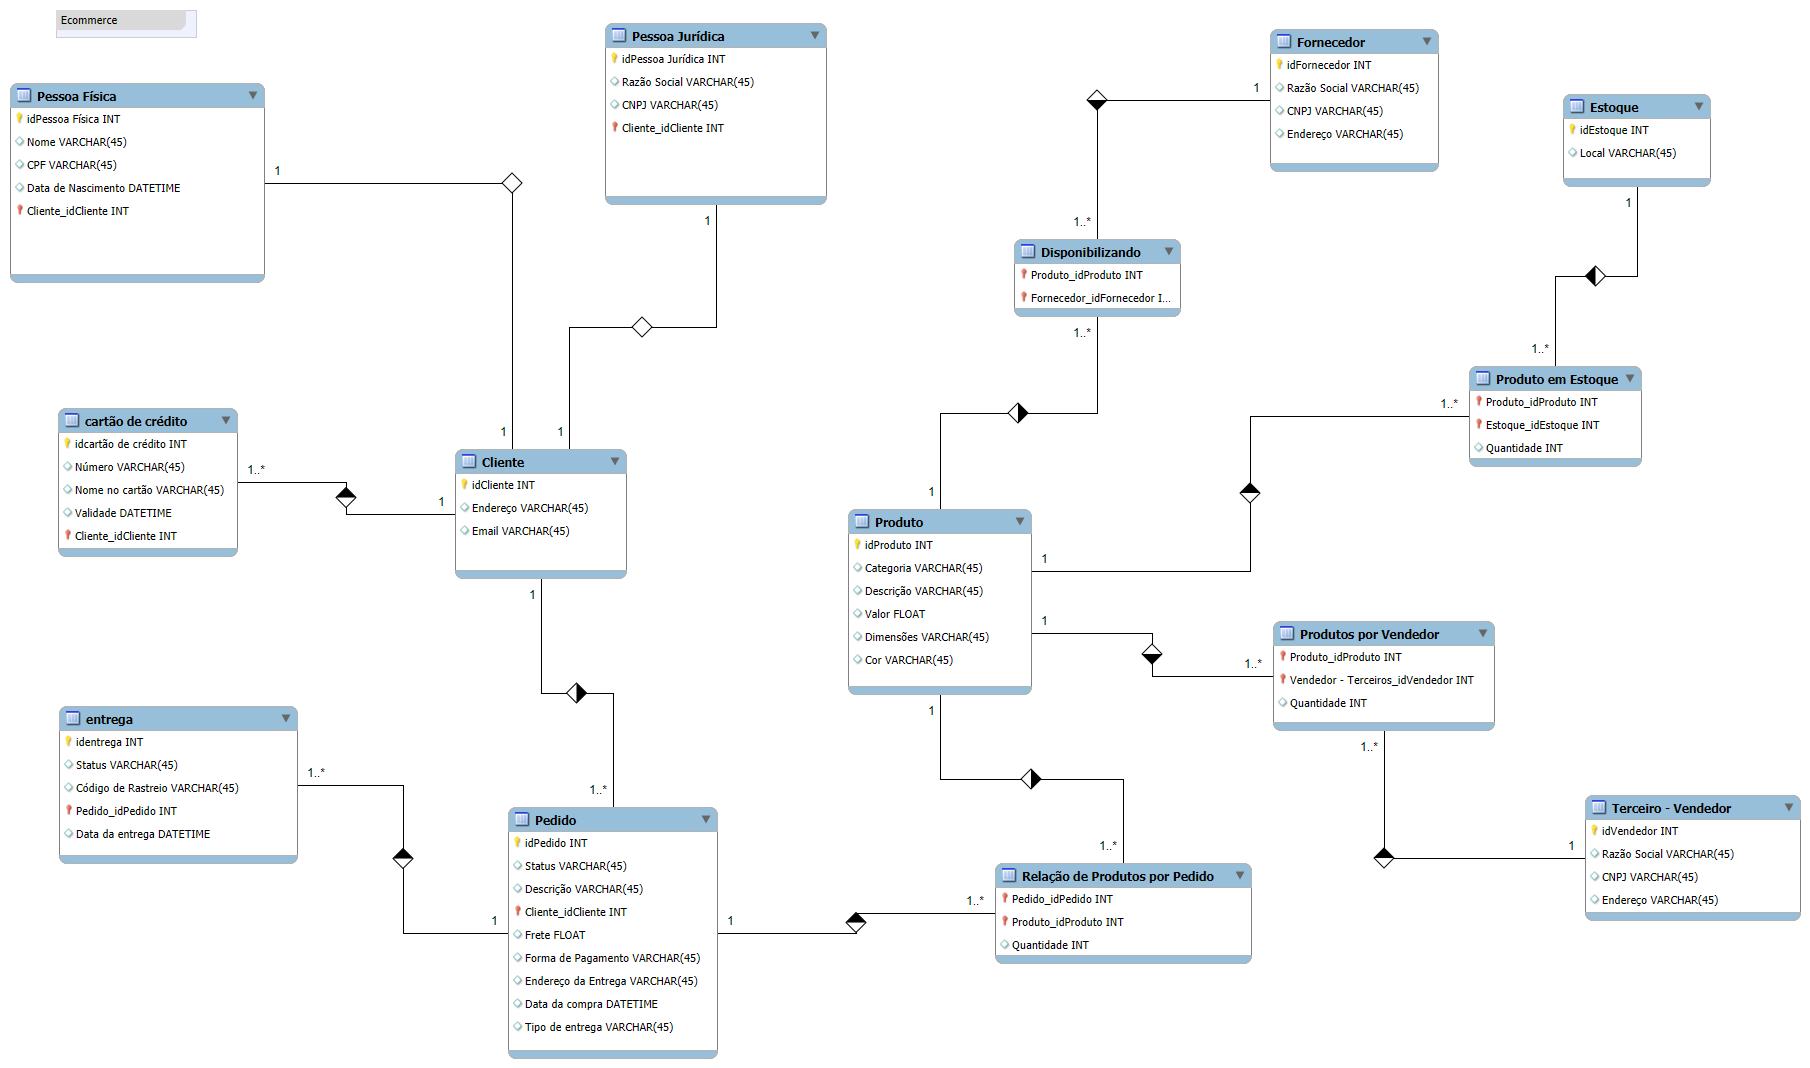 Ecommerce
Pessoa Física
idPessoa Física INT
Nome VARCHAR(45)
CPF VARCHAR(45)
Data de Nascimento DATETIME
Cliente_idCliente INT
1
1
Pessoa Jurídica
idPessoa Jurídica INT
Razão Social VARCHAR(45)
CNPJ VARCHAR(45)
Cliente_idCliente INT
1
1
cartão de crédito
idcartão de crédito INT
Número VARCHAR(45)
Nome no cartão VARCHAR(45)
Validade DATETIME
Cliente_idCliente INT
1..*
1
Cliente
idCliente INT
Endereço VARCHAR(45)
Email VARCHAR(45)
1
1..*
entrega
identrega INT
Status VARCHAR(45)
Código de Rastreio VARCHAR(45)
Pedido_idPedido INT
Data da entrega DATETIME
1..*
1
Pedido
idPedido INT
Status VARCHAR(45)
Descrição VARCHAR(45)
Cliente_idCliente INT
Frete FLOAT
Forma de Pagamento VARCHAR(45)
Endereço da Entrega VARCHAR(45)
Data da compra DATETIME
Tipo de entrega VARCHAR(45)
1
1..*
Fornecedor
idFornecedor INT
Razão Social VARCHAR(45)
CNPJ VARCHAR(45)
Endereço VARCHAR(45)
1
1..*
Disponibilizando
Produto_idProduto INT
Fornecedor_idFornecedor I...
1..*
1
Estoque
idEstoque INT
Local VARCHAR(45)
1
1..*
Produto em Estoque
Produto_idProduto INT
Estoque_idEstoque INT
Quantidade INT
1..*
1
Produto
idProduto INT
Categoria VARCHAR(45)
Descrição VARCHAR(45)
Valor FLOAT
Dimensões VARCHAR(45)
Cor VARCHAR(45)
1
1..*
Produtos por Vendedor
Produto_idProduto INT
Vendedor - Terceiros_idVendedor INT
Quantidade INT
1..*
1
Terceiro - Vendedor
idVendedor INT
Razão Social VARCHAR(45)
CNPJ VARCHAR(45)
Endereço VARCHAR(45)
1
1..*
Relação de Produtos por Pedido
Pedido_idPedido INT
Produto_idProduto INT
Quantidade INT